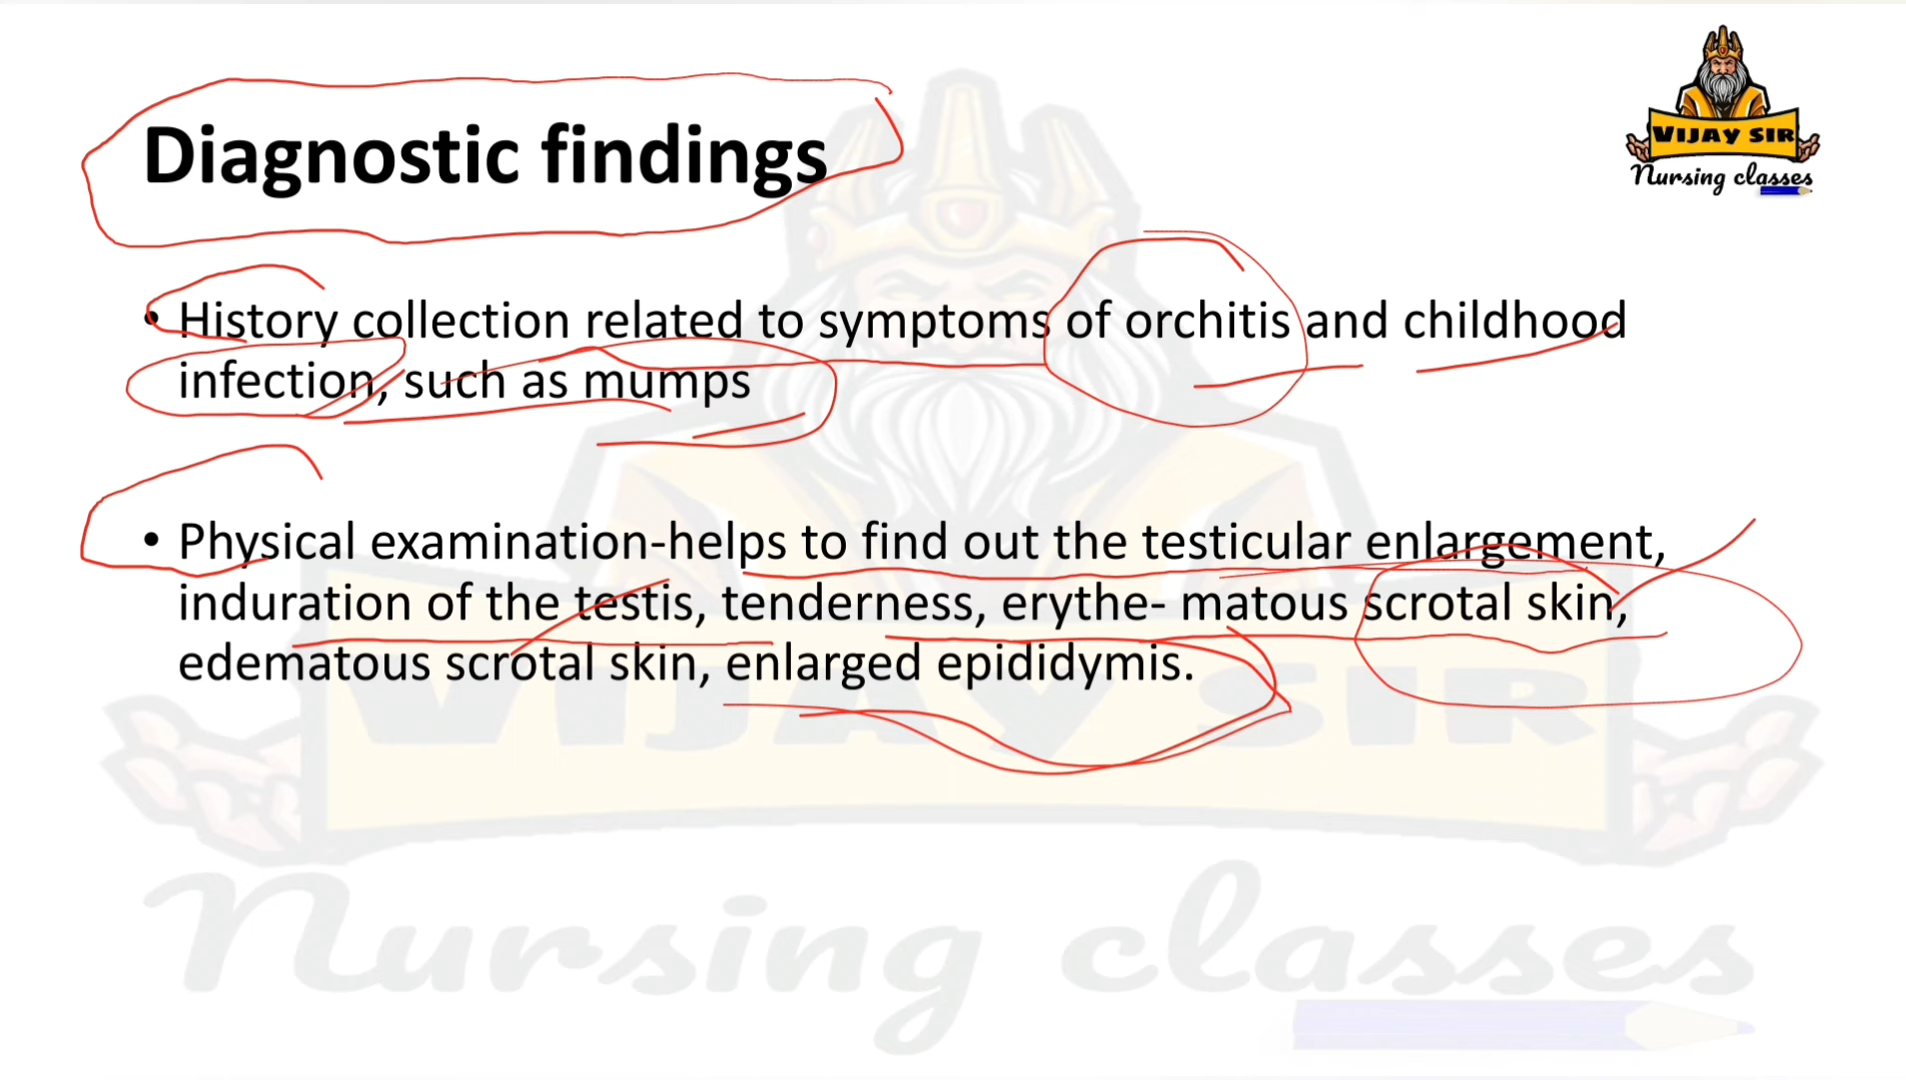 VIJAY SIR
Nursing classes
Diagnostic findings
• History collection related to symptoms of orchitis and childhood
infection, such as mumps
• Physical examination-helps to find out the testicular enlargement,
induration of the testis, tenderness, erythe- matous scrotal skin,
edematous scrotal skin, enlarged epididymis.
VIJAY SIR
Nursing classes